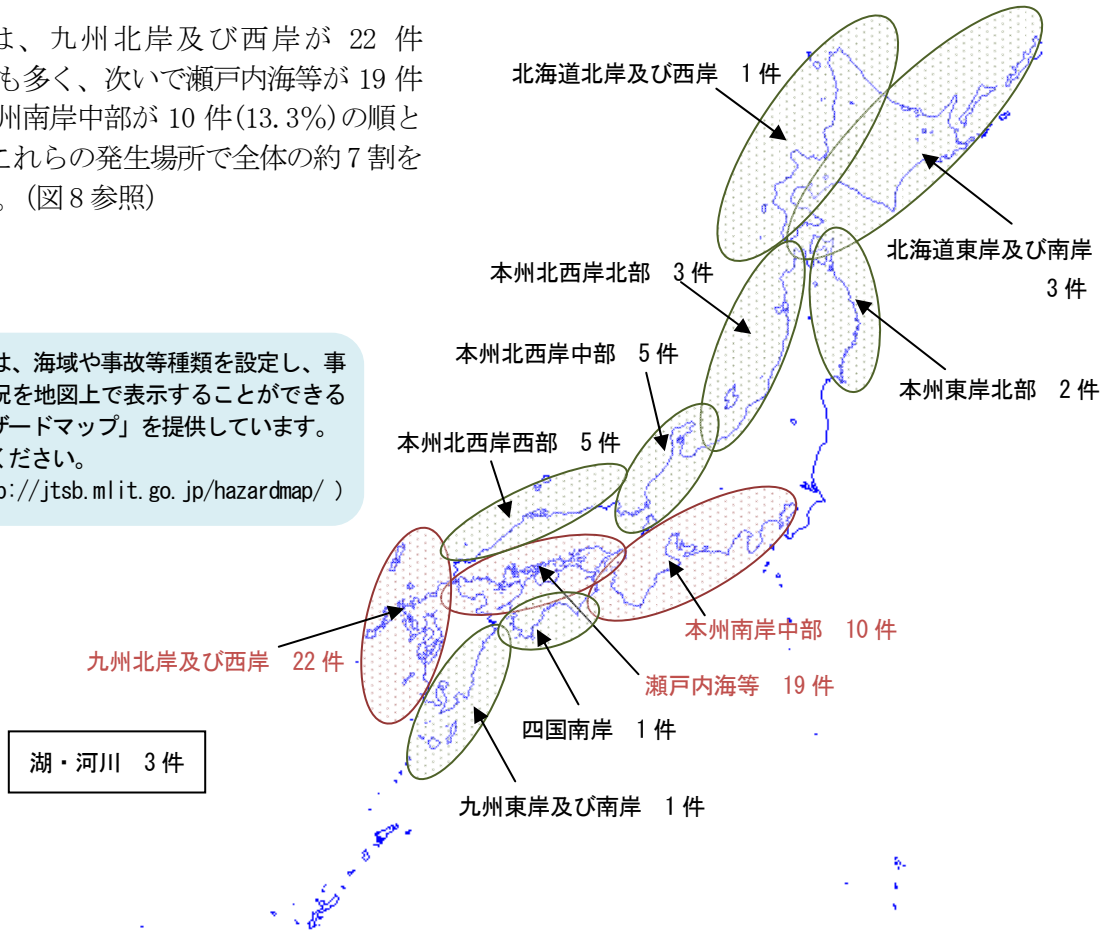 は、九州北岸及び西岸が 22 件
も多く、次いで瀬戸内海等が 19 件
州南岸中部が 10 件(13.3%)の順と
これらの発生場所で全体の約7割を
。(図8参照)
は、海域や事故等種類を設定し、事
況を地図上で表示することができる
ザードマップ」を提供しています。
ください。
p://jtsb.mlit.go.jp/hazardmap/ )
北海道北岸及び西岸 1件
北海道東岸及び南岸
3件
本州北西岸北部 3件
本州北西岸中部 5件
本州東岸北部 2件
本州北西岸西部 5件
本州南岸中部 10件
九州北岸及び西岸 22件
瀬戸内海等 19件
四国南岸 1件
湖・河川 3件
九州東岸及び南岸 1件